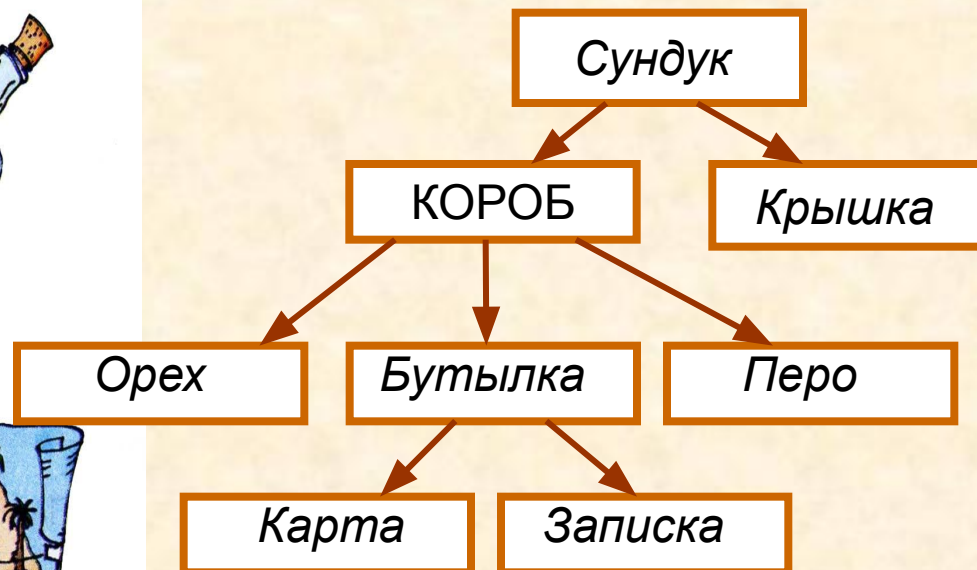 Сундук
КОРОБ
Крышка
Орех
Бутылка
Перо
Карта
Записка